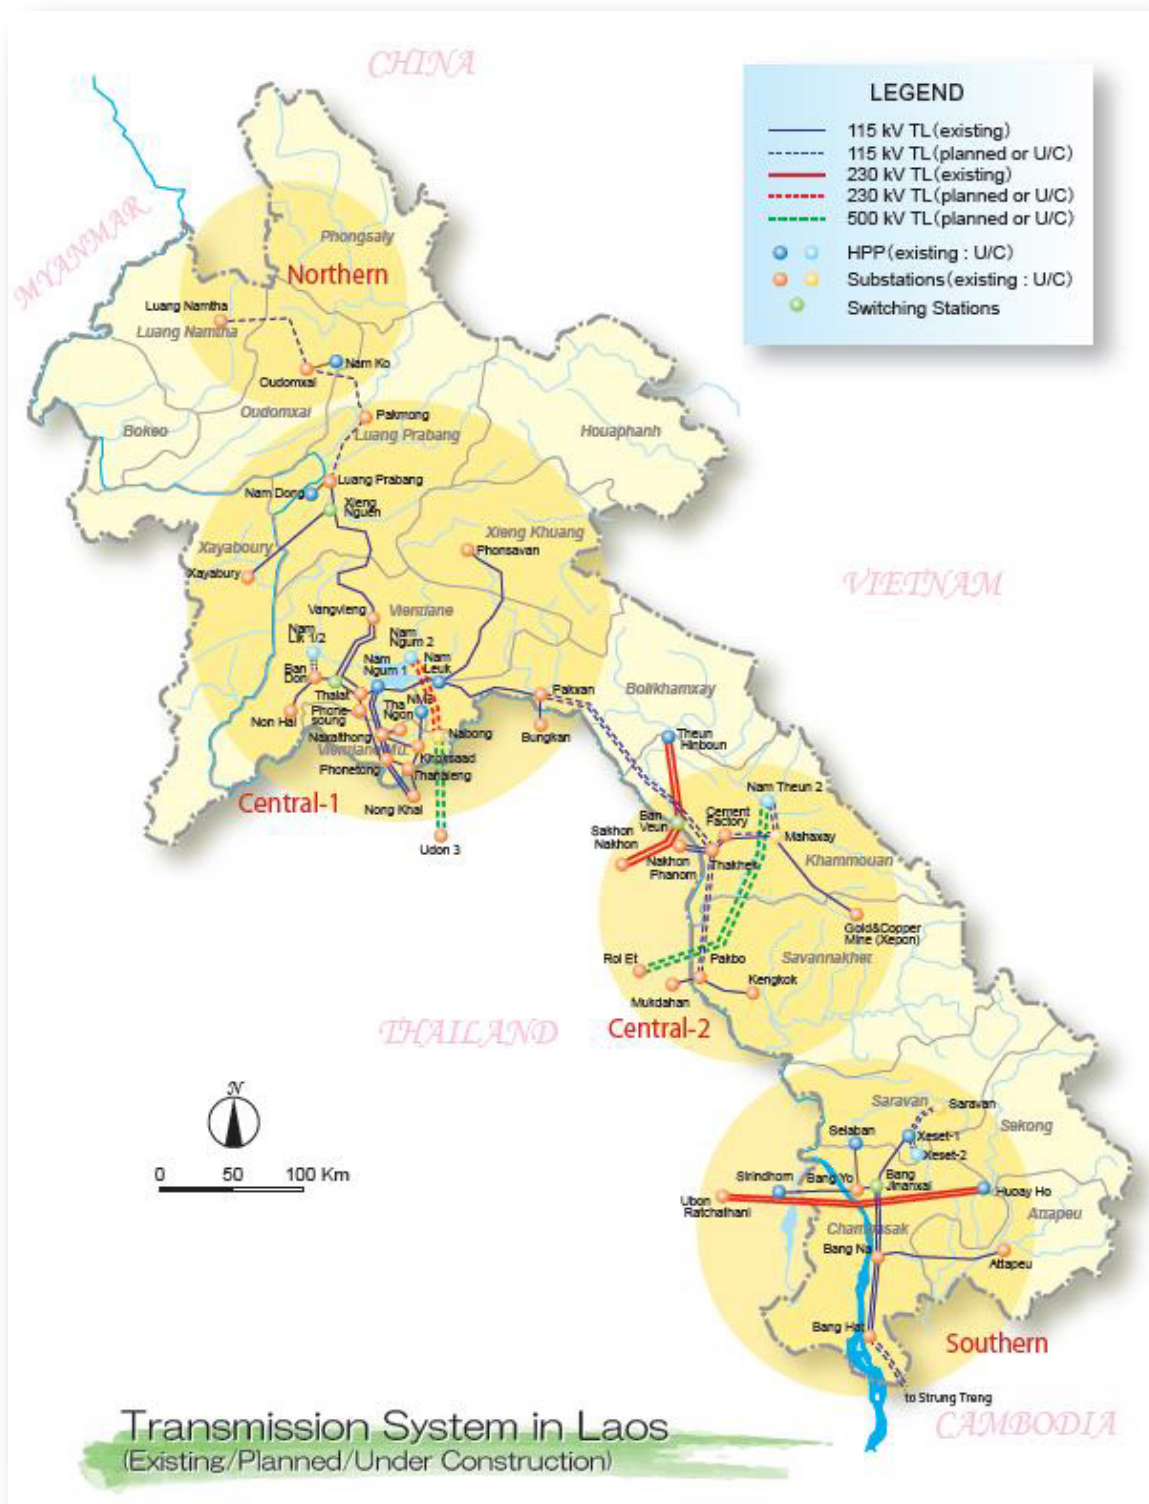 CHINA
LEGEND
115 kV TL(existing)
115 kV TL(planned or U/C)
230 kV TL(existing)
230 kV TL(planned or U/C)
500 kV TL(planned or U/C)
HPP(existing : U/C)
Substations(existing : U/C)
Switching Stations
MYANMAR
Phongsaly
Northern
Luang Namtha
Luang Namtha
Nam Ko
Oudomxai
Oudomxai
Pakmong
Bokeo
Luang Prabang
Houaphanh
Luang Prabang
Nam Dong
Xieng
Nguen
Xieng Khuang
Xayaboury
Phonsavan
Xayabury
VIETNAM
Vangvieng
Vientiane
Nam
Lik 1/2
Nam
Ngum 2
Nam
Ngum 1
Nam
Leuk
Ban
Don
Thalat
Pakxan
Bolikhamxay
Non Hai
Phone-
soung
Tha
Ngon
Naxaithong
Nabong
Bungkan
Theun
Hinboun
Khoksaad
Phonetong
Thanaleng
Central-1
Nong Khai
Nam Theun 2
Udon 3
Ban
Veun
Cement
Factory
Sakhon
Nakhon
Mahaxay
Nakhon
Phanom
Thakhek
Khammouan
Gold&Copper
Mine (Xepon)
Roi Et
Pakbo
Savannakhet
Kengkok
Mukdahan
THAILAND
Central-2
N
0 50 100 Km
Saravan
Saravan
Sekong
Selaban
Xeset-1
Xeset-2
Sirindhorn
Bang Yo
Bang
Jinanxai
Ubon
Ratchathani
Huoay Ho
Attapeu
Champasak
Bang Na
Attapeu
Bang Hat
Southern
to Strung Treng
CAMBODIA
Transmission System in Laos
(Existing/Planned/Under Construction)